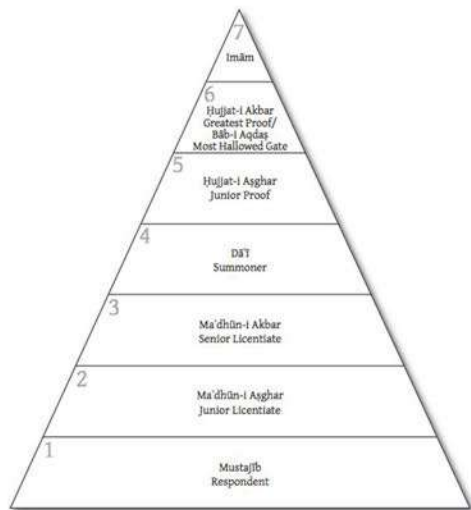 7
Imām
6
Ḥujjat-i Akbar
Greatest Proof/
Bāb-i Aqdas
Most Hallowed Gate
5
Ḥujjat-i Aṣghar
Junior Proof
4
Dāʿī
Summoner
3
Maʾdhūn-i Akbar
Senior Licentiate
2
Maʾdhūn-i Aṣghar
Junior Licentiate
1
Mustajīb
Respondent